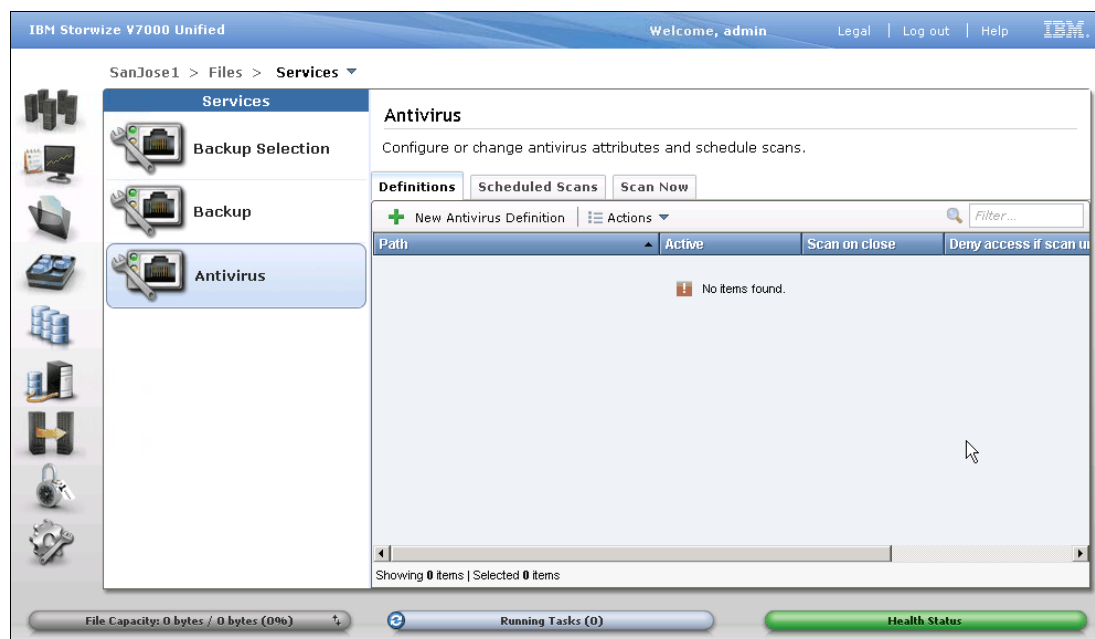 IBM Storwize V7000 Unified
Welcome, admin
Legal | Log out | Help
IBM.
SanJose1 > Files > Services
Services
Backup Selection
Backup
Antivirus
Antivirus
Configure or change antivirus attributes and schedule scans.
Definitions
Scheduled Scans
Scan Now
New Antivirus Definition
Actions
Filter...
Path
Active
Scan on close
Deny access if scan u
No items found.
Showing 0 items | Selected 0 items
File Capacity: 0 bytes / 0 bytes (0%)
Running Tasks (0)
Health Status